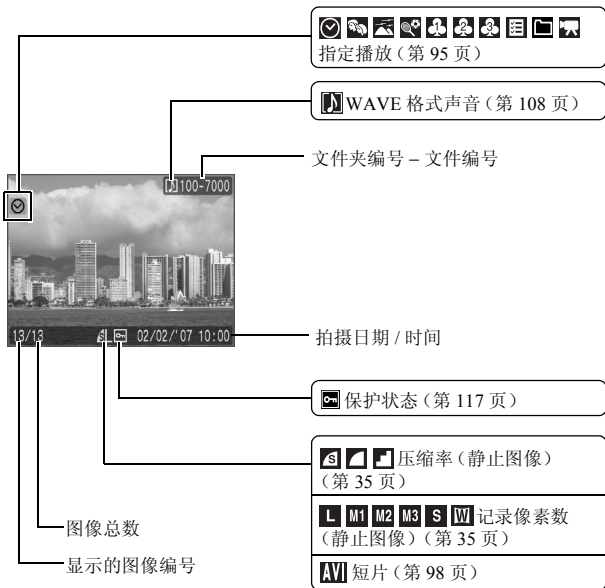 指定播放（第 95 页）
WAVE 格式声音（第 108 页）
文件夹编号 – 文件编号
100-7000
13/13 S L 02/02/'07 10:00
拍摄日期 / 时间
保护状态（第 117 页）
S 压缩率（静止图像）
（第 35 页）
L M1 M2 M3 S W 记录像素数
（静止图像）（第 35 页）
AVI 短片（第 98 页）
图像总数
显示的图像编号